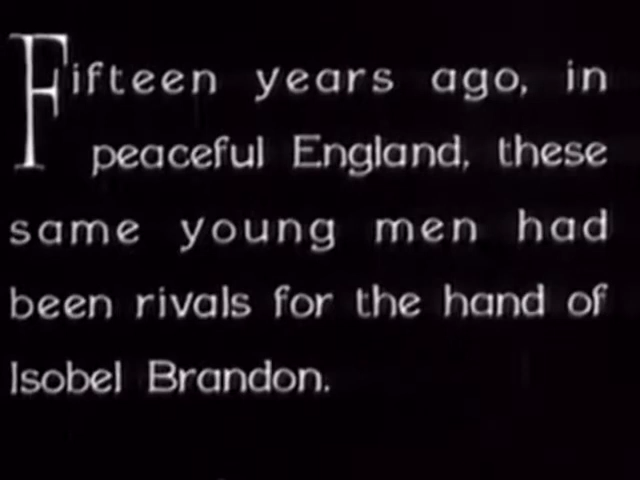 Fifteen years ago, in
peaceful England, these
same young men had
been rivals for the hand of
Isobel Brandon.